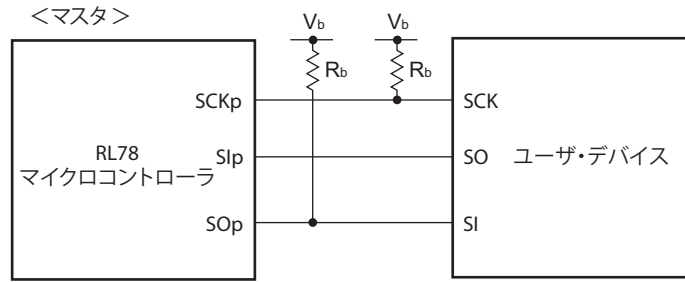 ＜マスタ＞
Vb
Vb
Rb
Rb
SCKp
SCK
RL78
マイクロコントローラ
SIp
SO
ユーザ・デバイス
SOp
SI